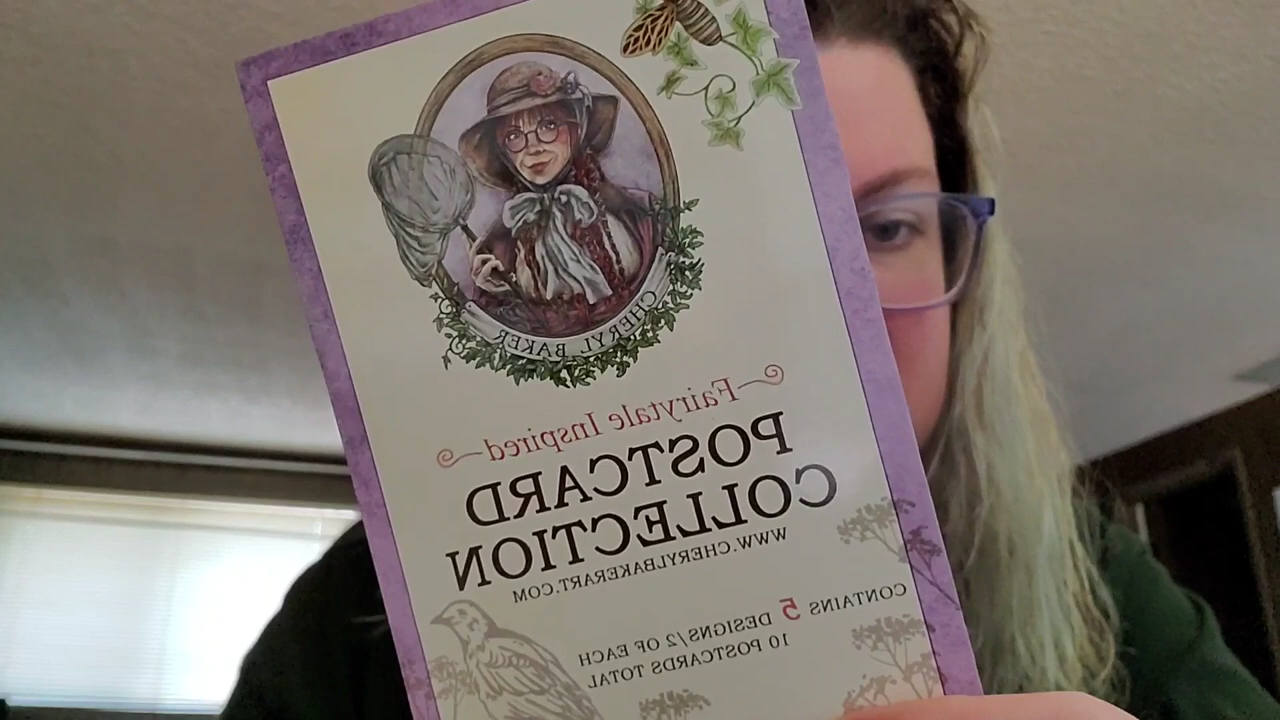 CHERYL BAKER
Fairytale Inspired
POSTCARD
COLLECTION
WWW.CHERYLBAKERART.COM
CONTAINS 5 DESIGNS/2 OF EACH
10 POSTCARDS TOTAL